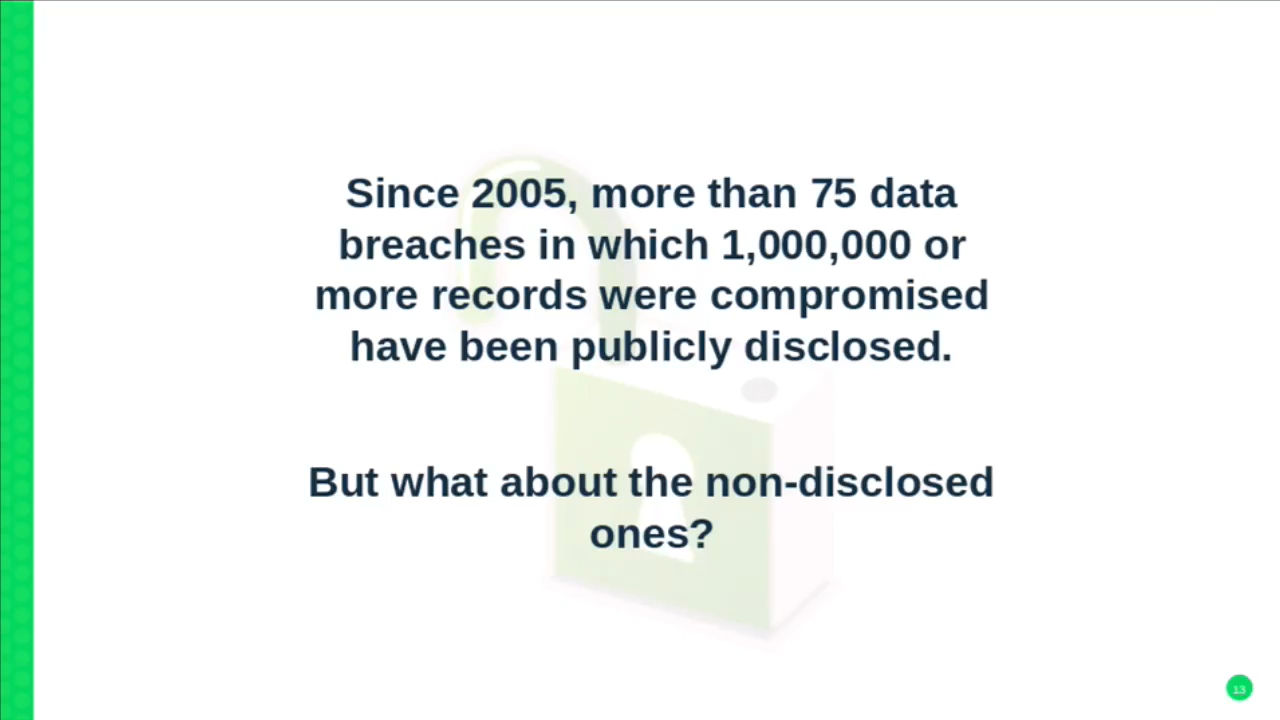 Since 2005, more than 75 data
breaches in which 1,000,000 or
more records were compromised
have been publicly disclosed.
But what about the non-disclosed
ones?
13